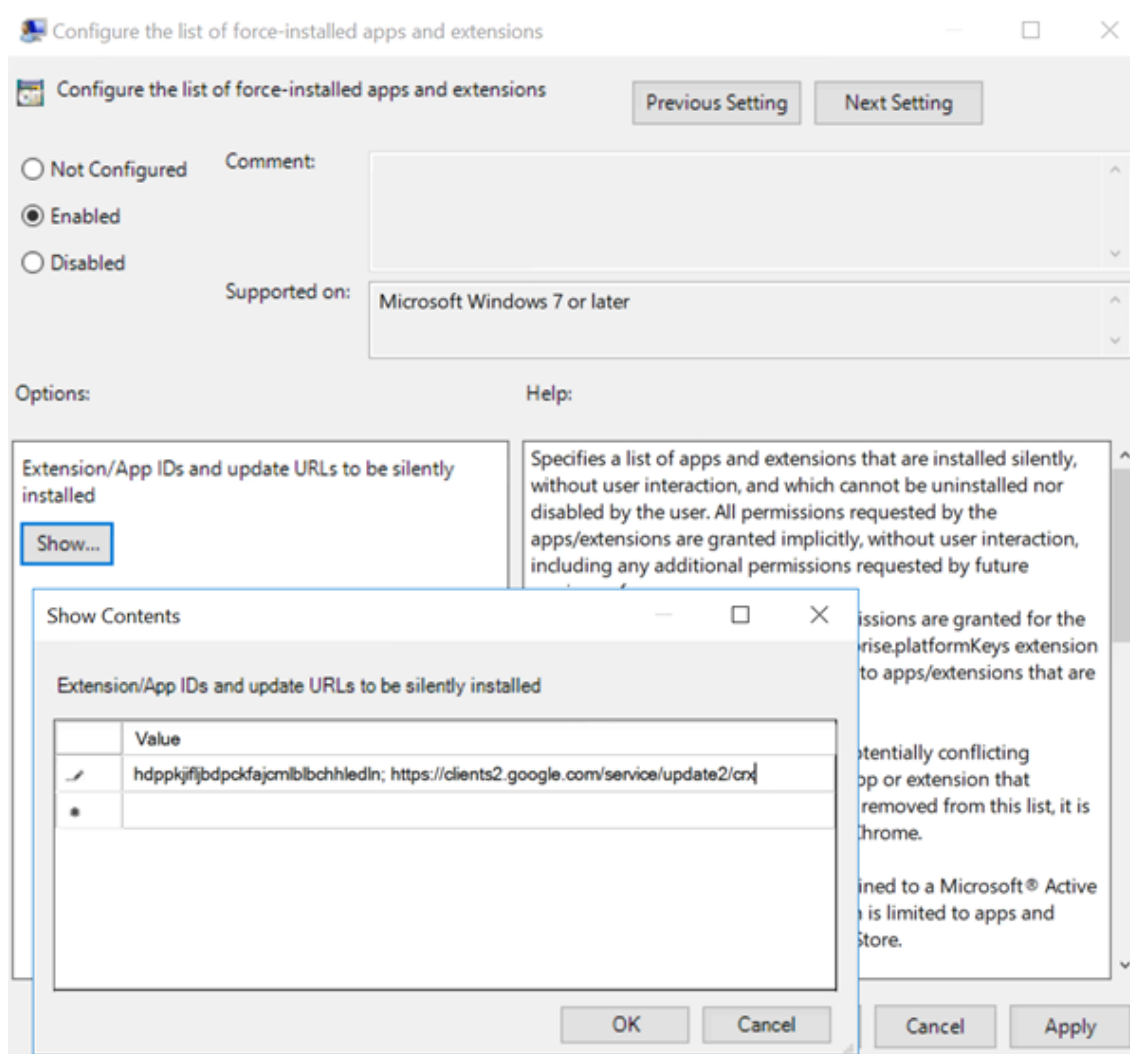 Configure the list of force-installed apps and extensions
Configure the list of force-installed apps and extensions
Previous Setting
Next Setting
Not Configured
Comment:
Enabled
Disabled
Supported on:
Microsoft Windows 7 or later
Options:
Help:
Extension/App IDs and update URLs to be silently
installed
Show...
Specifies a list of apps and extensions that are installed silently,
without user interaction, and which cannot be uninstalled nor
disabled by the user. All permissions requested by the
apps/extensions are granted implicitly, without user interaction,
including any additional permissions requested by future
issions are granted for the
rise.platformKeys extension
to apps/extensions that are
otentially conflicting
pp or extension that
removed from this list, it is
Chrome.
ined to a Microsoft® Active
is limited to apps and
Store.
Show Contents
Extension/App IDs and update URLs to be silently installed
Value
hdppkjifljbdpckfajcmlblbchhledln; https://clients2.google.com/service/update2/crx
OK
Cancel
Cancel
Apply